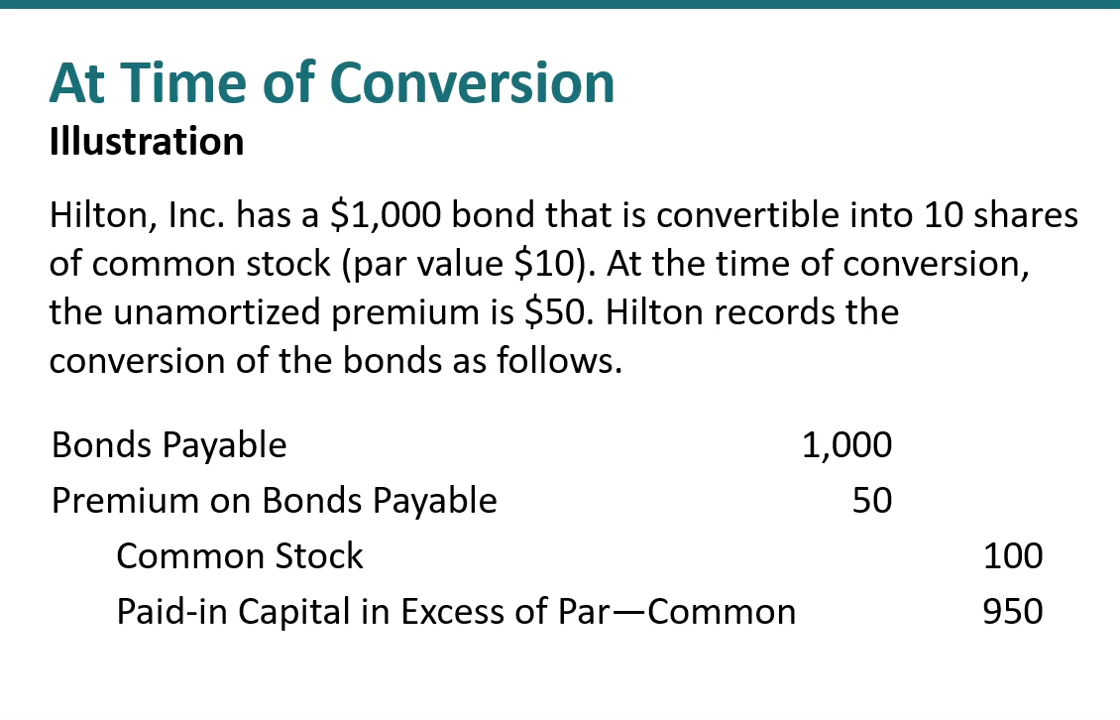 At Time of Conversion
Illustration
Hilton, Inc. has a $1,000 bond that is convertible into 10 shares
of common stock (par value $10). At the time of conversion,
the unamortized premium is $50. Hilton records the
conversion of the bonds as follows.
Bonds Payable 1,000
Premium on Bonds Payable 50
Common Stock 100
Paid-in Capital in Excess of Par—Common 950